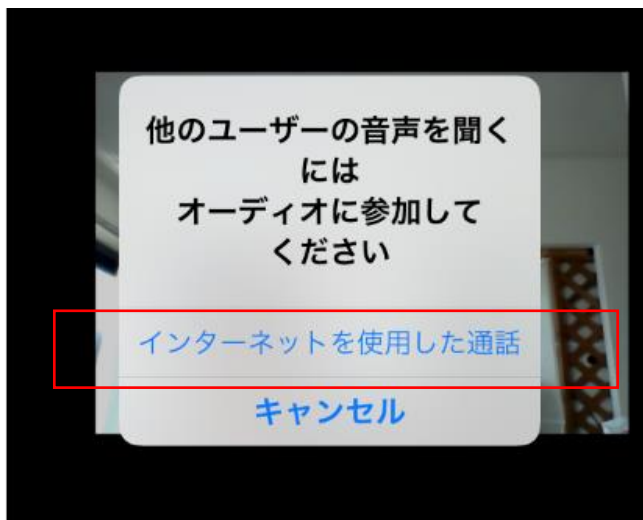 他のユーザーの音声を聞く
には
オーディオに参加して
ください
インターネットを使用した通話
キャンセル